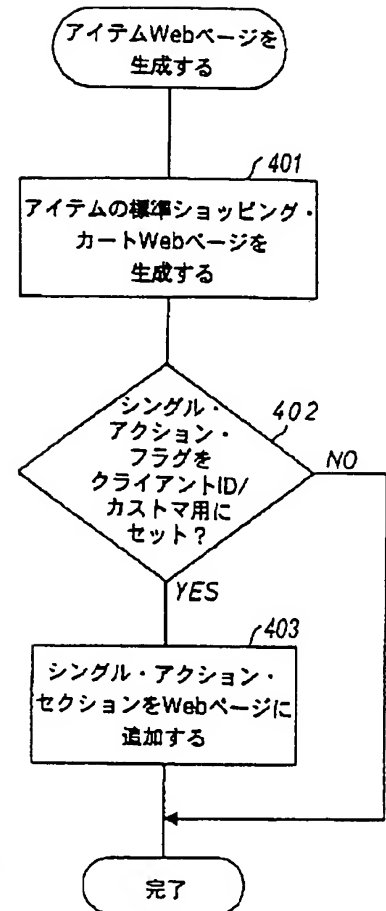 アイテムWebページを
生成する
401
アイテムの標準ショッピング・
カートWebページを
生成する
402
シングル・
アクション・
フラグを
クライアントID/
カストマ用に
セット？
NO
YES
403
シングル・アクション・
セクションをWebページに
追加する
完了